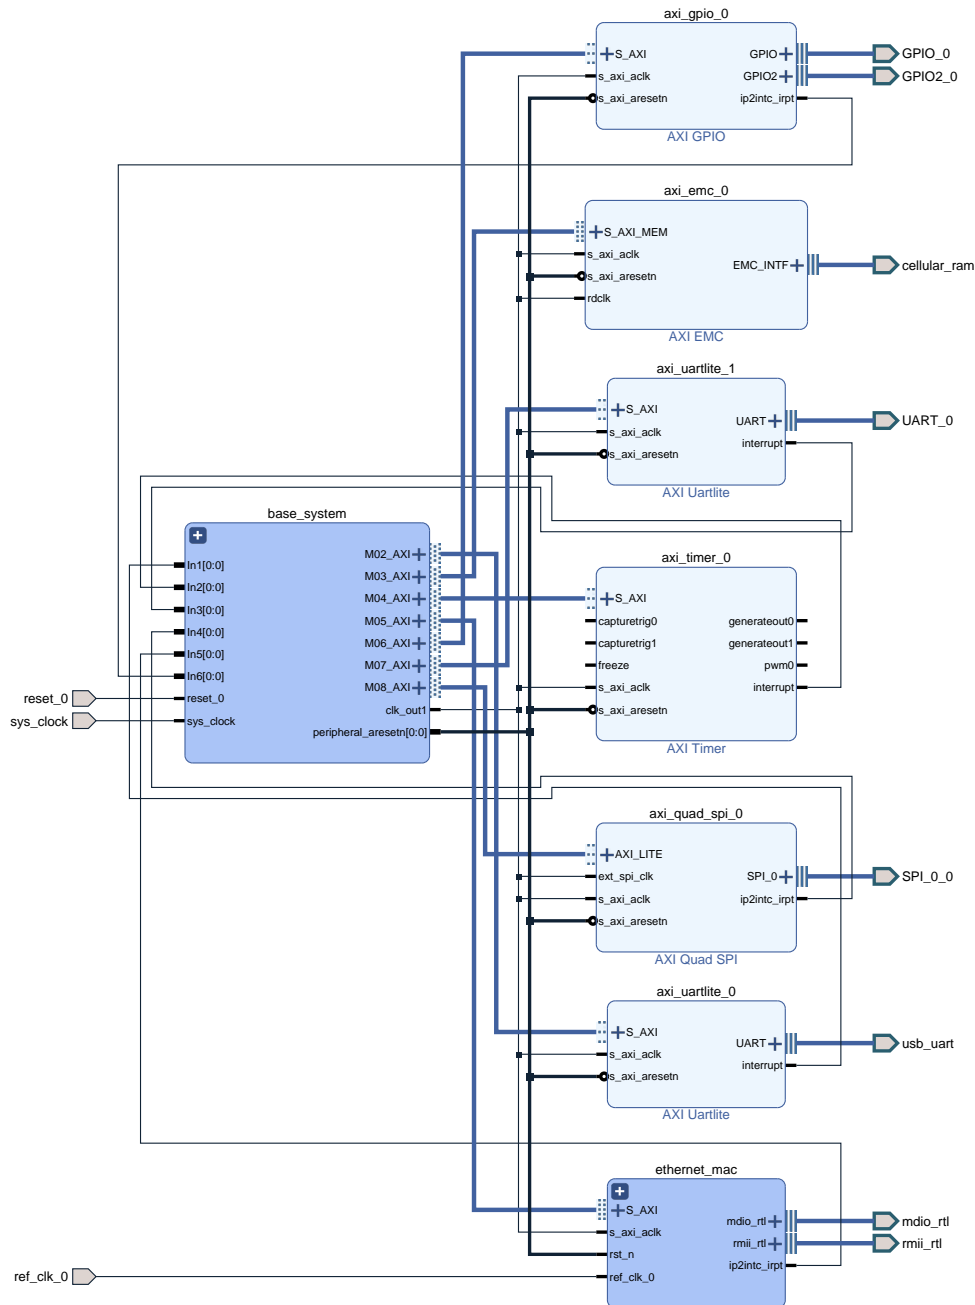 axi_gpio_0
S_AXI
s_axi_aclk
s_axi_aresetn
GPIO
GPIO2
ip2intc_irpt
AXI GPIO
GPIO_0
GPIO2_0
axi_emc_0
S_AXI_MEM
s_axi_aclk
s_axi_aresetn
rdclk
EMC_INTF
AXI EMC
cellular_ram
axi_uartlite_1
S_AXI
s_axi_aclk
s_axi_aresetn
UART
interrupt
AXI Uartlite
UART_0
base_system
In1[0:0]
In2[0:0]
In3[0:0]
In4[0:0]
In5[0:0]
In6[0:0]
reset_0
sys_clock
M02_AXI
M03_AXI
M04_AXI
M05_AXI
M06_AXI
M07_AXI
M08_AXI
clk_out1
peripheral_aresetn[0:0]
reset_0
sys_clock
axi_timer_0
S_AXI
capturetrig0
capturetrig1
freeze
s_axi_aclk
s_axi_aresetn
generateout0
generateout1
pwm0
interrupt
AXI Timer
axi_quad_spi_0
AXI_LITE
ext_spi_clk
s_axi_aclk
s_axi_aresetn
SPI_0
ip2intc_irpt
AXI Quad SPI
SPI_0_0
axi_uartlite_0
S_AXI
s_axi_aclk
s_axi_aresetn
UART
interrupt
AXI Uartlite
usb_uart
ethernet_mac
S_AXI
s_axi_aclk
rst_n
ref_clk_0
mdio_rtl
rmii_rtl
ip2intc_irpt
mdio_rtl
rmii_rtl
ref_clk_0